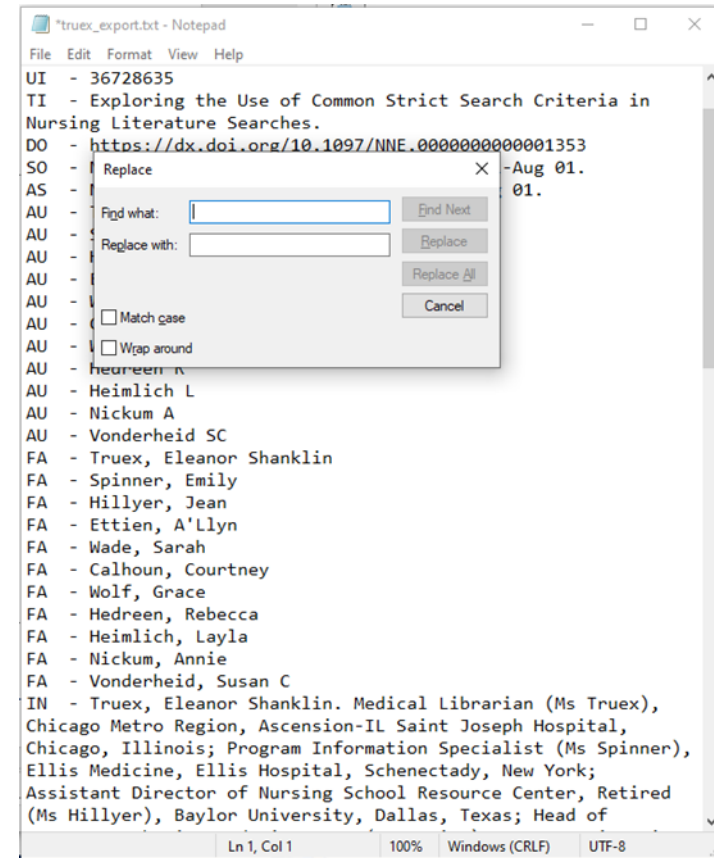 *truex_export.txt - Notepad
File Edit Format View Help
UI - 36728635
TI - Exploring the Use of Common Strict Search Criteria in
Nursing Literature Searches.
DO - https://dx.doi.org/10.1097/NNE.0000000000001353
SO - -Aug 01.
AS - 01.
AU -
AU -
AU -
AU -
AU -
AU -
AU -
AU - Hedreen R
AU - Heimlich L
AU - Nickum A
AU - Vonderheid SC
FA - Truex, Eleanor Shanklin
FA - Spinner, Emily
FA - Hillyer, Jean
FA - Ettien, A'Llyn
FA - Wade, Sarah
FA - Calhoun, Courtney
FA - Wolf, Grace
FA - Hedreen, Rebecca
FA - Heimlich, Layla
FA - Nickum, Annie
FA - Vonderheid, Susan C
IN - Truex, Eleanor Shanklin. Medical Librarian (Ms Truex),
Chicago Metro Region, Ascension-IL Saint Joseph Hospital,
Chicago, Illinois; Program Information Specialist (Ms Spinner),
Ellis Medicine, Ellis Hospital, Schenectady, New York;
Assistant Director of Nursing School Resource Center, Retired
(Ms Hillyer), Baylor University, Dallas, Texas; Head of
Replace
Find what: Find Next
Replace with: Replace
Replace All
Cancel
Match case
Wrap around
Ln 1, Col 1 100% Windows (CRLF) UTF-8